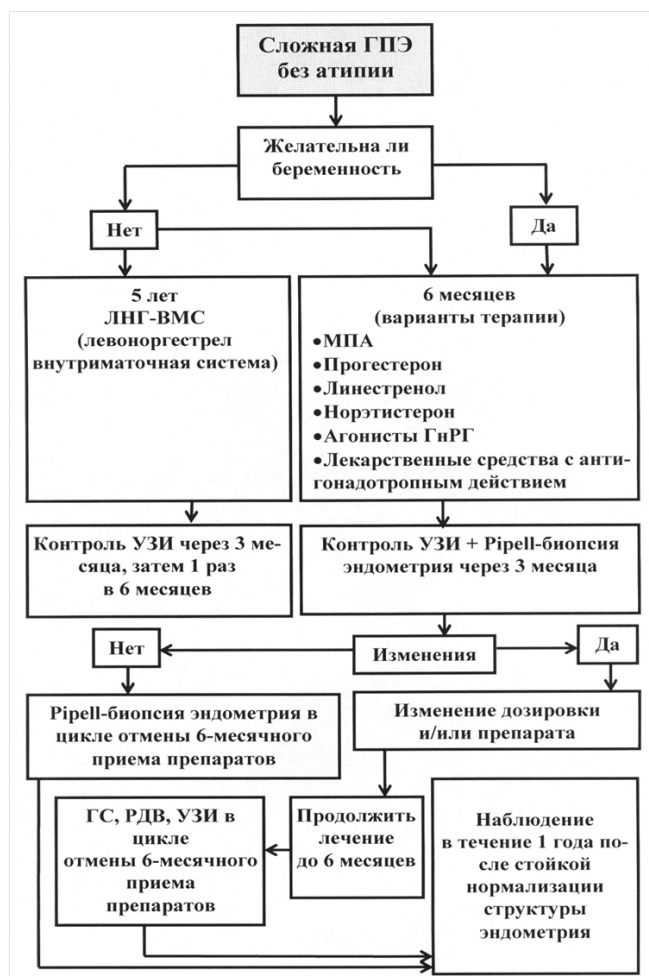 Сложная ГПЭ
без атипии
Желательна ли
беременность
Нет
Да
5 лет
ЛНГ-ВМС
(левоноргестрел
внутриматочная система)
6 месяцев
(варианты терапии)
•МПА
•Прогестерон
•Линестренол
•Норэтистерон
•Агонисты ГнРГ
•Лекарственные средства с анти-
гонадотропным действием
Контроль УЗИ через 3 ме-
сяца, затем 1 раз
в 6 месяцев
Контроль УЗИ + Pipell-биопсия
эндометрия через 3 месяца
Нет
Изменения
Да
Pipell-биопсия эндометрия в
цикле отмены 6-месячного
приема препаратов
Изменение дозировки
и/или препарата
ГС, РДВ, УЗИ в
цикле
отмены 6-месячного
приема
препаратов
Продолжить
лечение
до 6 месяцев
Наблюдение
в течение 1 года по-
сле стойкой
нормализации
структуры
эндометрия